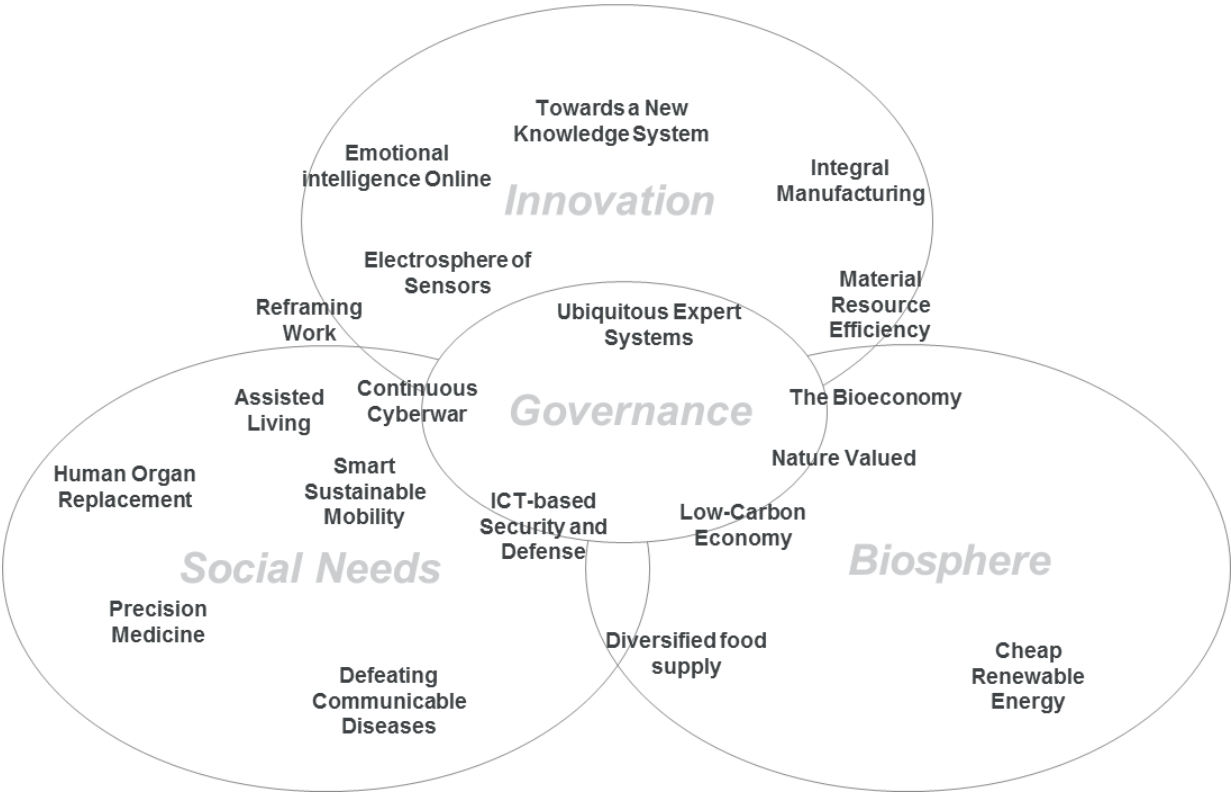 Towards a New
Knowledge System
Emotional
intelligence Online
Integral
Manufacturing
Innovation
Electrosphere of
Sensors
Material
Resource
Efficiency
Reframing
Work
Ubiquitous Expert
Systems
Assisted
Living
Continuous
Cyberwar
Governance
The Bioeconomy
Nature Valued
Human Organ
Replacement
Smart
Sustainable
Mobility
ICT-based
Security and
Defense
Low-Carbon
Economy
Social Needs
Biosphere
Precision
Medicine
Diversified food
supply
Cheap
Renewable
Energy
Defeating
Communicable
Diseases